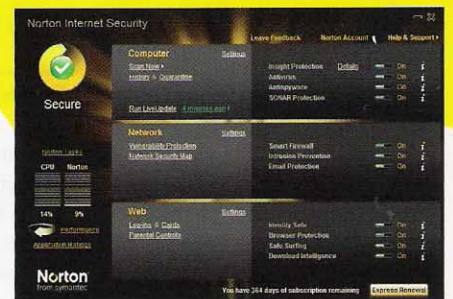 Norton Internet Security
Leave Feedback Norton Account Help & Support
Secure
Computer Settings
Scan Now
History & Quarantine
Run LiveUpdate 4 minutes ago
Insight Protection Details On i
Antivirus On i
Antispyware On i
SONAR Protection On i
Network Settings
Vulnerability Protection
Network Security Map
Smart Firewall On i
Intrusion Prevention On i
Email Protection On i
Norton Tasks
CPU Norton
14% 9%
Performance
Application Ratings
Web Settings
Log-ins & Cards
Parental Controls
Identity Safe On i
Browser Protection On i
Safe Surfing On i
Download Intelligence On i
Norton
from symantec
You have 364 days of subscription remaining Express Renewal